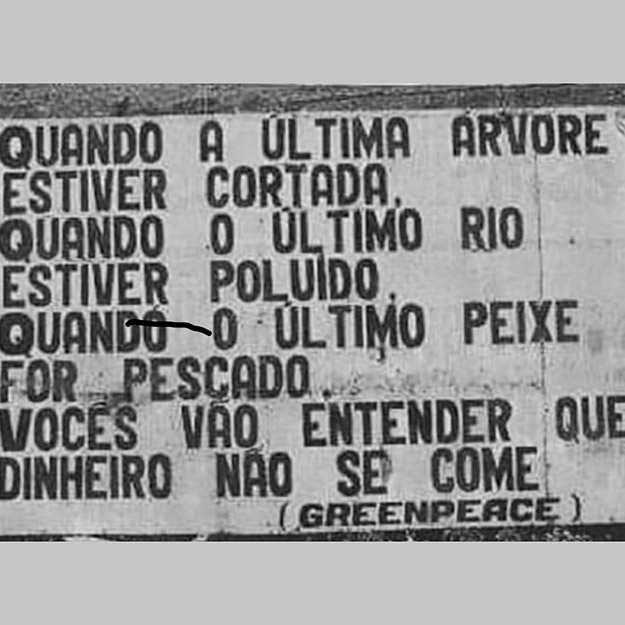 QUANDO A ÚLTIMA ÁRVORE
ESTIVER CORTADA,
QUANDO O ÚLTIMO RIO
ESTIVER POLUÍDO,
QUANDO O ÚLTIMO PEIXE
FOR PESCADO
VOCÊS VÃO ENTENDER QUE
DINHEIRO NÃO SE COME
(GREENPEACE)